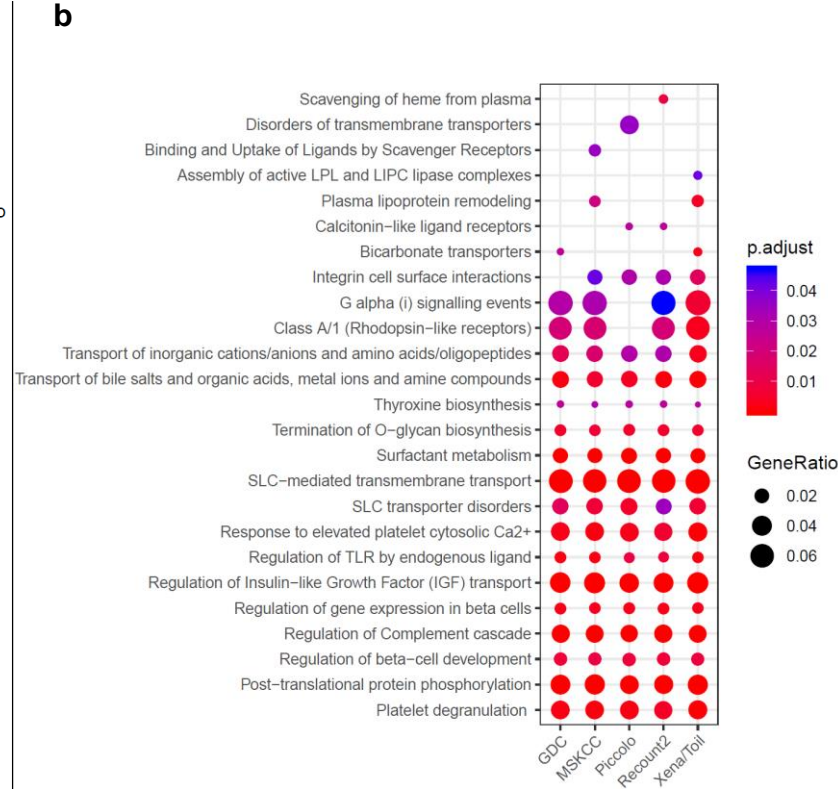 b
Scavenging of heme from plasma
Disorders of transmembrane transporters
Binding and Uptake of Ligands by Scavenger Receptors
Assembly of active LPL and LIPC lipase complexes
Plasma lipoprotein remodeling
Calcitonin−like ligand receptors
Bicarbonate transporters
Integrin cell surface interactions
G alpha (i) signalling events
Class A/1 (Rhodopsin−like receptors)
Transport of inorganic cations/anions and amino acids/oligopeptides
Transport of bile salts and organic acids, metal ions and amine compounds
Thyroxine biosynthesis
Termination of O−glycan biosynthesis
Surfactant metabolism
SLC−mediated transmembrane transport
SLC transporter disorders
Response to elevated platelet cytosolic Ca2+
Regulation of TLR by endogenous ligand
Regulation of Insulin−like Growth Factor (IGF) transport
Regulation of gene expression in beta cells
Regulation of Complement cascade
Regulation of beta−cell development
Post−translational protein phosphorylation
Platelet degranulation
GDC
MSKCC
Piccolo
Recount2
Xena/Toil
p.adjust
0.04
0.03
0.02
0.01
GeneRatio
0.02
0.04
0.06